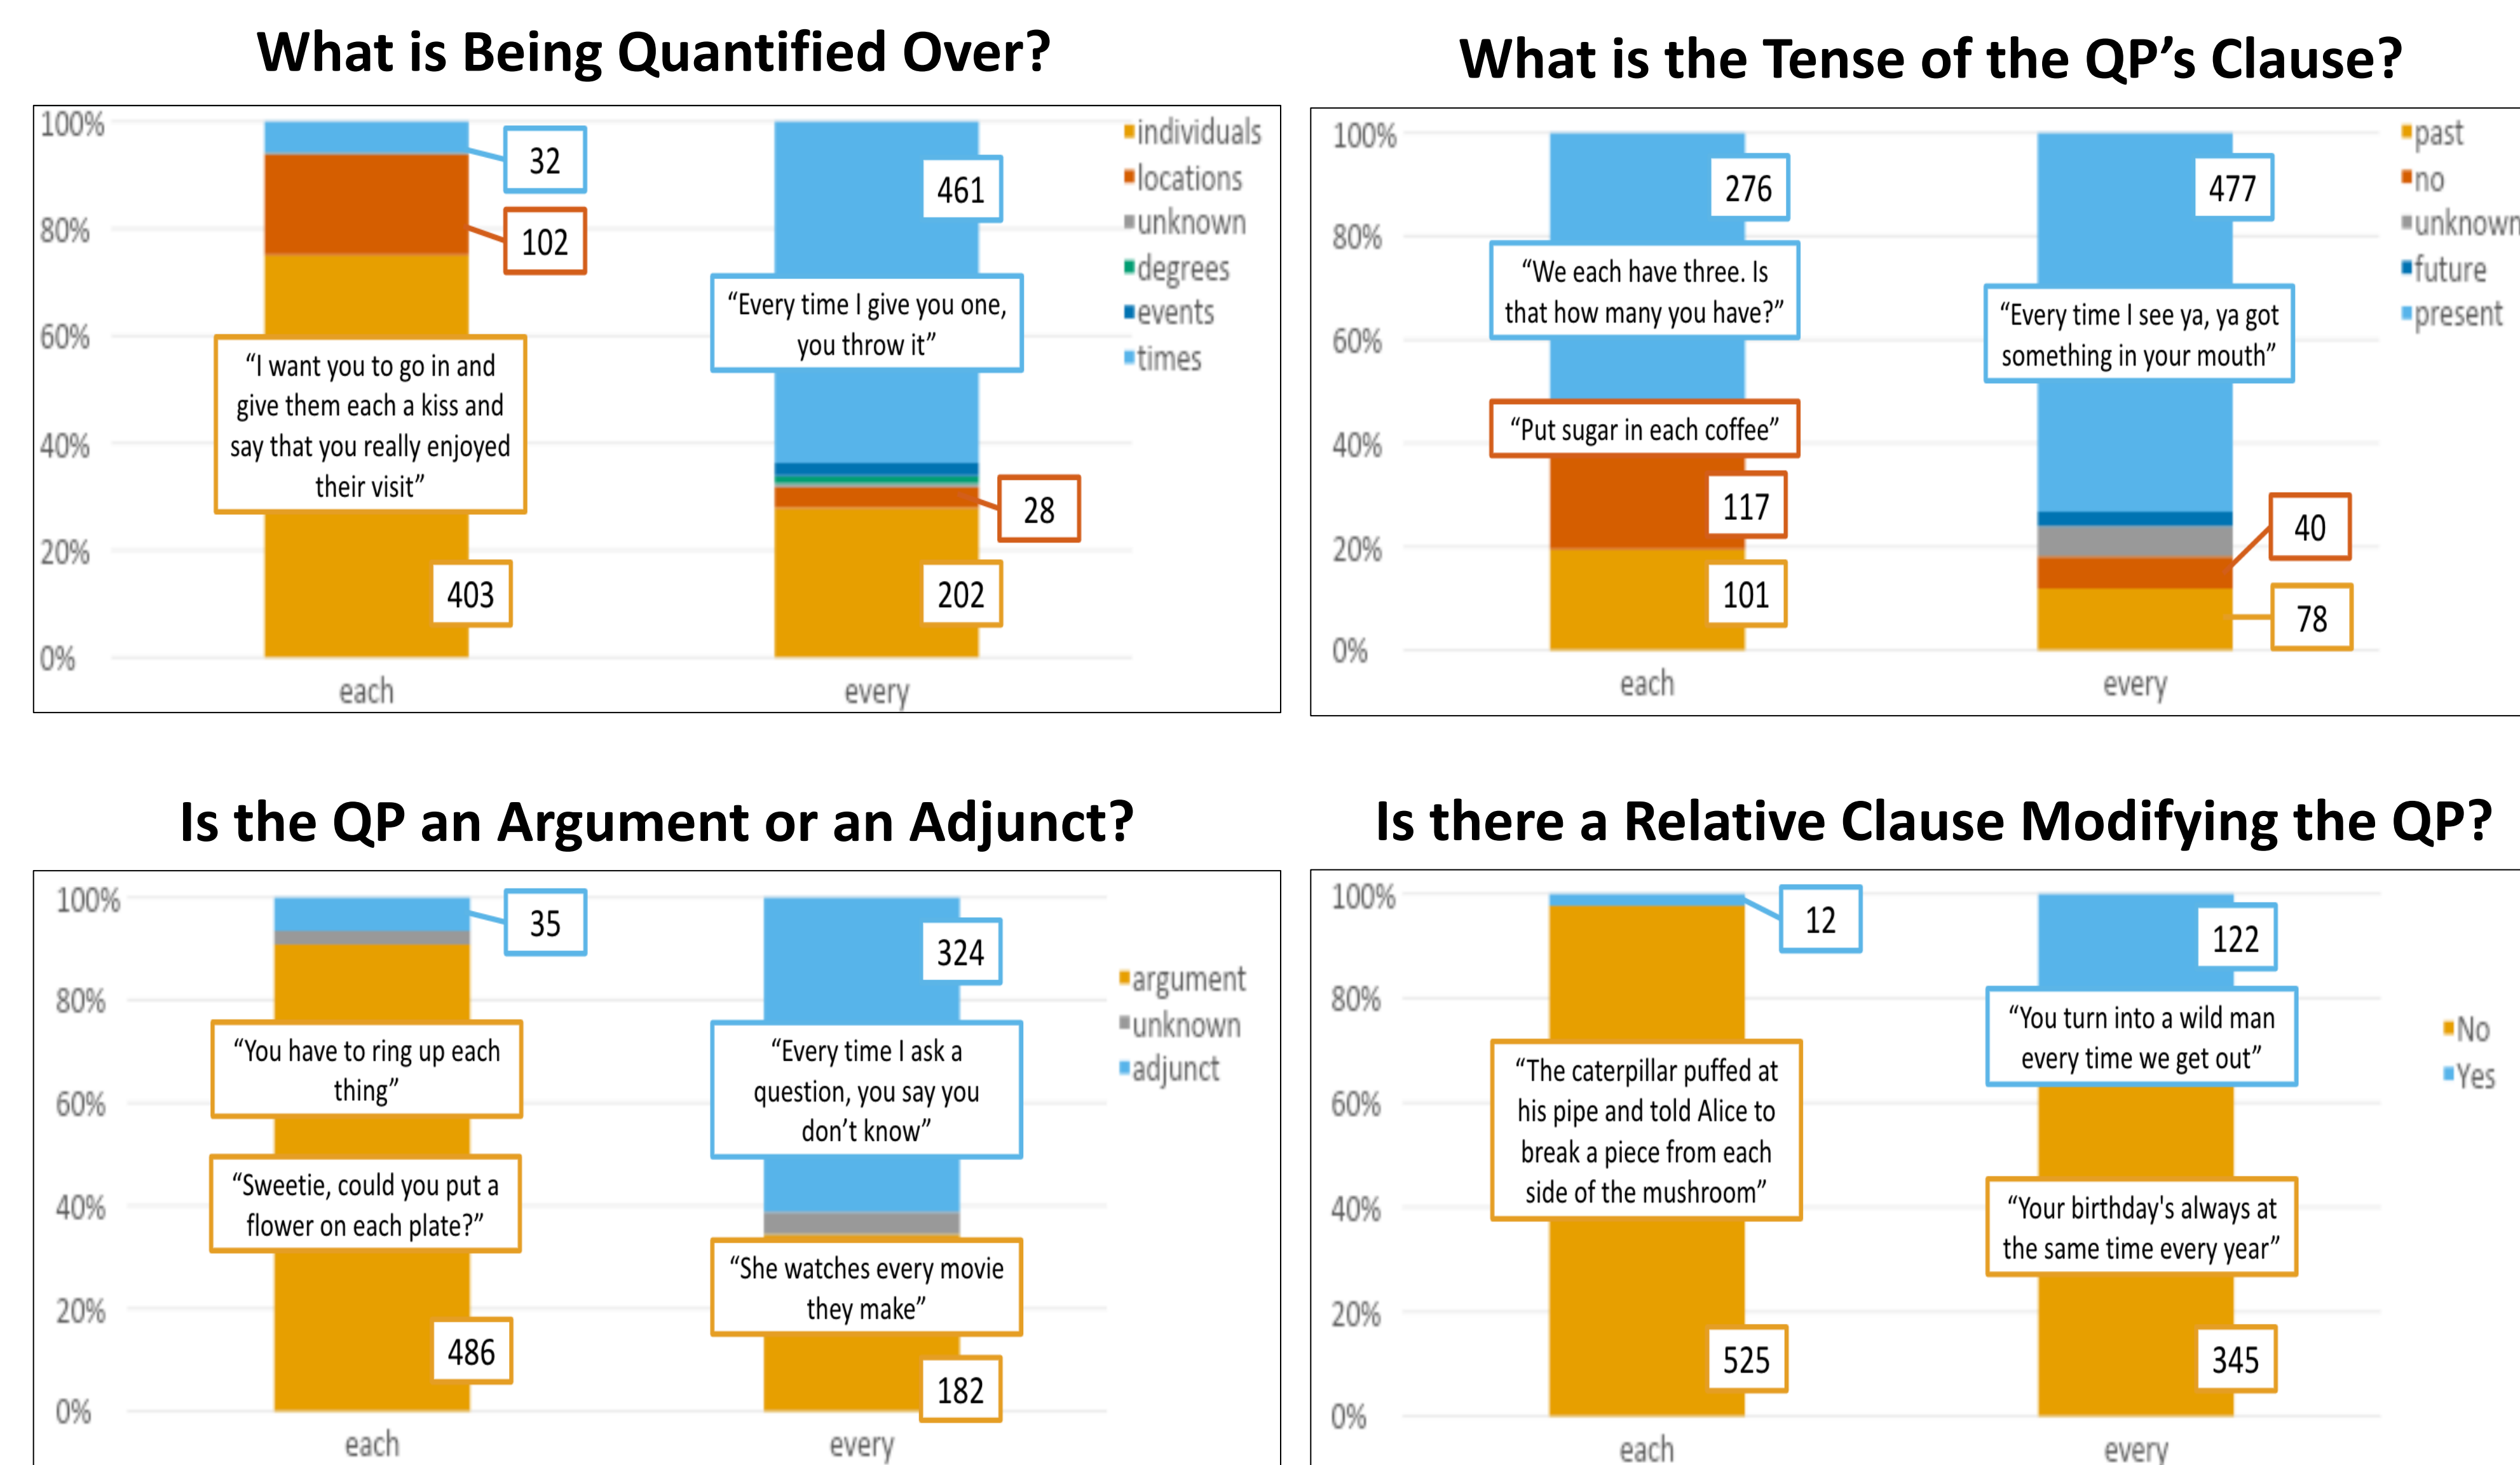 What is Being Quantified Over?
100%
80%
60%
40%
20%
0%
32
102
"I want you to go in and
give them each a kiss and
say that you really enjoyed
their visit"
403
each
461
"Every time I give you one,
you throw it"
28
202
every
individuals
locations
unknown
degrees
events
times
What is the Tense of the QP's Clause?
100%
80%
60%
40%
20%
0%
276
"We each have three. Is
that how many you have?"
"Put sugar in each coffee"
117
101
each
477
"Every time I see ya, ya got
something in your mouth"
40
78
every
past
no
unknown
future
present
Is the QP an Argument or an Adjunct?
100%
80%
60%
40%
20%
0%
35
"You have to ring up each
thing"
"Sweetie, could you put a
flower on each plate?"
486
each
324
"Every time I ask a
question, you say you
don't know"
"She watches every movie
they make"
182
every
argument
unknown
adjunct
Is there a Relative Clause Modifying the QP?
100%
80%
60%
40%
20%
0%
12
"The caterpillar puffed at
his pipe and told Alice to
break a piece from each
side of the mushroom"
525
each
122
"You turn into a wild man
every time we get out"
"Your birthday's always at
the same time every year"
345
every
No
Yes